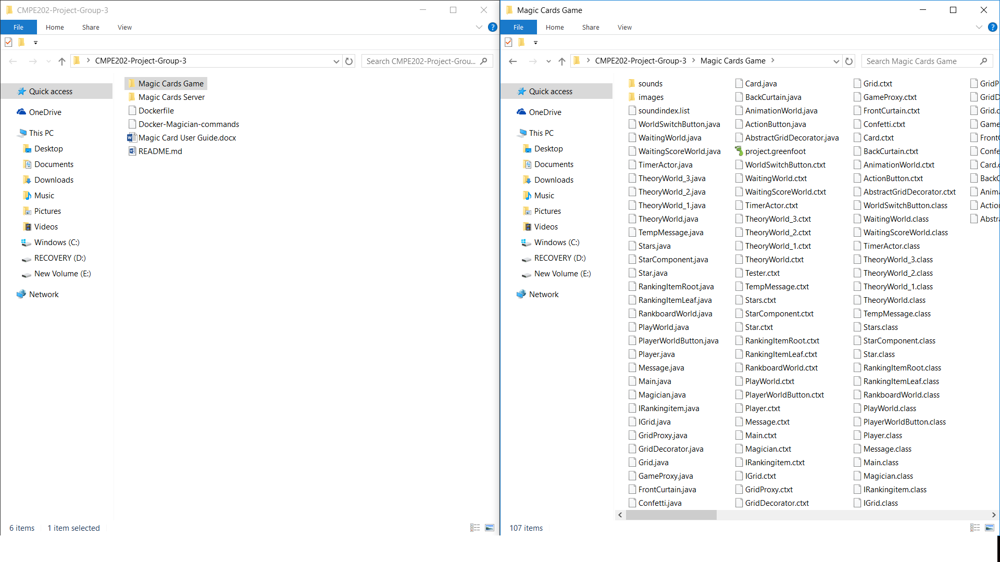 CMPE202-Project-Group-3
File Home Share View
CMPE202-Project-Group-3
Search CMPE202-Project-Grou...
Quick access
OneDrive
This PC
Desktop
Documents
Downloads
Music
Pictures
Videos
Windows (C:)
RECOVERY (D:)
New Volume (E:)
Network
Magic Cards Game
Magic Cards Server
Dockerfile
Docker-Magician-commands
Magic Card User Guide.docx
README.md
6 items 1 item selected
Magic Cards Game
File Home Share View
CMPE202-Project-Group-3 Magic Cards Game
Search Magic Cards Game
Quick access
OneDrive
This PC
Desktop
Documents
Downloads
Music
Pictures
Videos
Windows (C:)
RECOVERY (D:)
New Volume (E:)
Network
sounds
images
soundindex.list
WorldSwitchButton.java
WaitingWorld.java
WaitingScoreWorld.java
TimerActor.java
TheoryWorld_3.java
TheoryWorld_2.java
TheoryWorld_1.java
TheoryWorld.java
TempMessage.java
Stars.java
StarComponent.java
Star.java
RankingItemRoot.java
RankingItemLeaf.java
RankboardWorld.java
PlayWorld.java
PlayerWorldButton.java
Player.java
Message.java
Main.java
Magician.java
IRankingitem.java
IGrid.java
GridProxy.java
GridDecorator.java
Grid.java
GameProxy.java
FrontCurtain.java
Confetti.java
Card.java
BackCurtain.java
AnimationWorld.java
ActionButton.java
AbstractGridDecorator.java
project.greenfoot
WorldSwitchButton.ctxt
WaitingWorld.ctxt
WaitingScoreWorld.ctxt
TimerActor.ctxt
TheoryWorld_3.ctxt
TheoryWorld_2.ctxt
TheoryWorld_1.ctxt
TheoryWorld.ctxt
Tester.ctxt
TempMessage.ctxt
Stars.ctxt
StarComponent.ctxt
Star.ctxt
RankingItemRoot.ctxt
RankingItemLeaf.ctxt
RankboardWorld.ctxt
PlayWorld.ctxt
PlayerWorldButton.ctxt
Player.ctxt
Message.ctxt
Main.ctxt
Magician.ctxt
IRankingitem.ctxt
IGrid.ctxt
GridProxy.ctxt
GridDecorator.ctxt
Grid.ctxt
GameProxy.ctxt
FrontCurtain.ctxt
Confetti.ctxt
Card.ctxt
BackCurtain.ctxt
AnimationWorld.ctxt
ActionButton.ctxt
AbstractGridDecorator.ctxt
WorldSwitchButton.class
WaitingWorld.class
WaitingScoreWorld.class
TimerActor.class
TheoryWorld_3.class
TheoryWorld_2.class
TheoryWorld_1.class
TheoryWorld.class
TempMessage.class
Stars.class
StarComponent.class
Star.class
RankingItemRoot.class
RankingItemLeaf.class
RankboardWorld.class
PlayWorld.class
PlayerWorldButton.class
Player.class
Message.class
Main.class
Magician.class
IRankingitem.class
IGrid.class
GridP
GridD
Grid.c
Game
Front
Confe
Card.
BackC
Anima
Action
Abstra
107 items